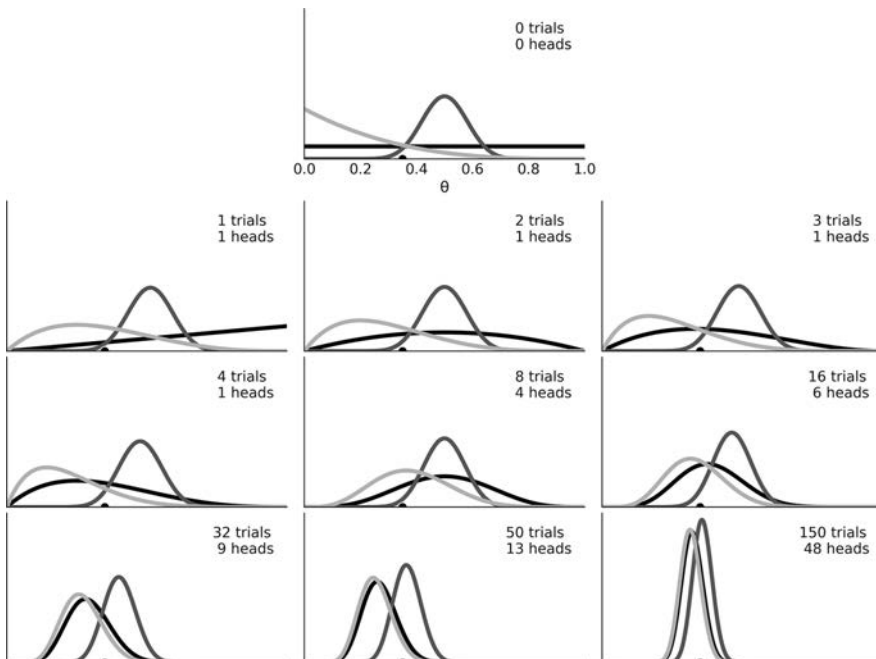 0 trials
0 heads
0.0 0.2 0.4 0.6 0.8 1.0
θ
1 trials
1 heads
2 trials
1 heads
3 trials
1 heads
4 trials
1 heads
8 trials
4 heads
16 trials
6 heads
32 trials
9 heads
50 trials
13 heads
150 trials
48 heads